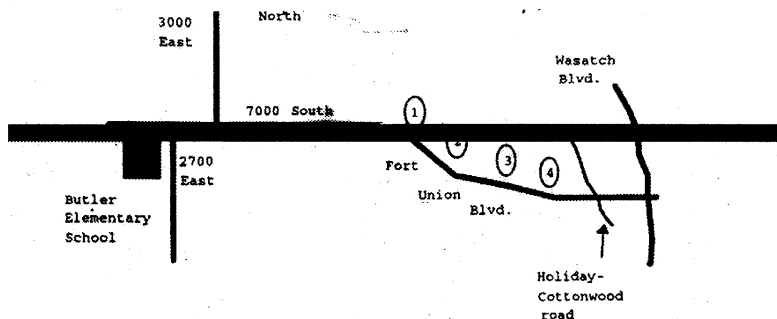 3000
East
North
Wasatch
Blvd.
7000 South
1
2
3
4
2700
East
Fort
Union
Blvd.
Butler
Elementary
School
Holiday-
Cottonwood
road